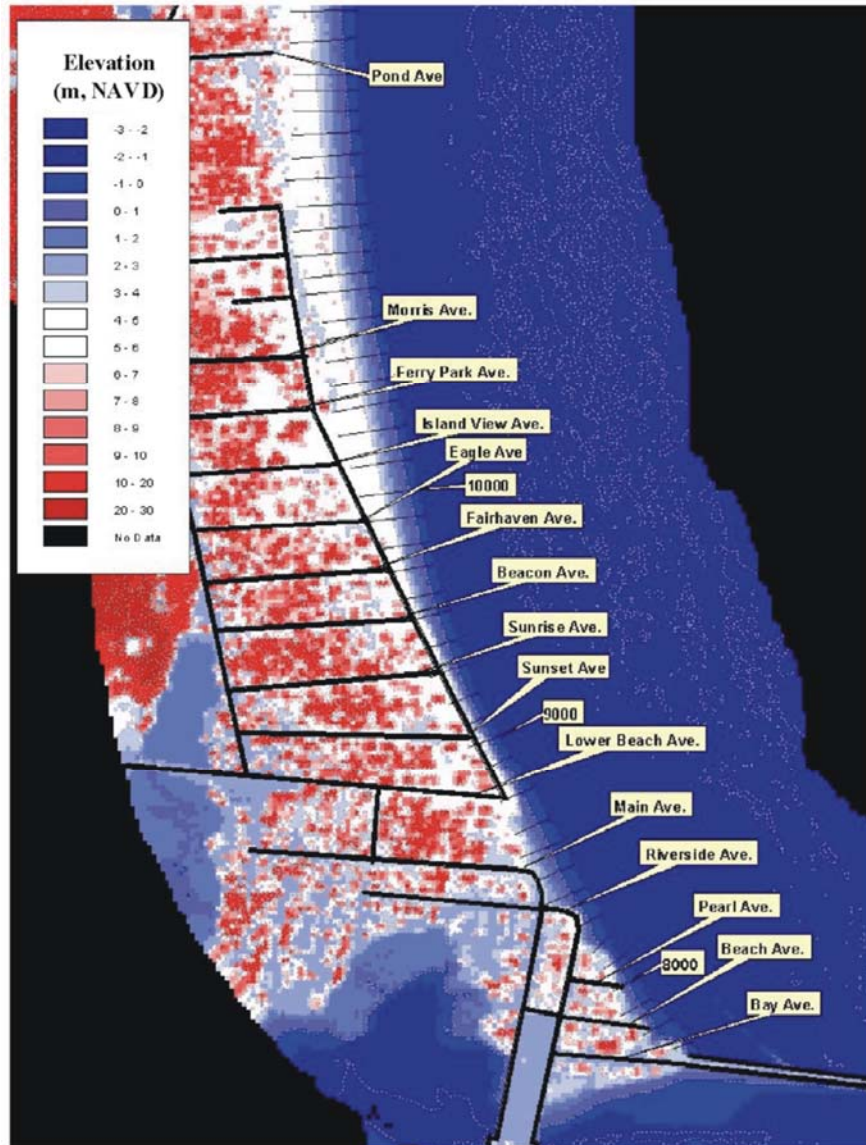 Elevation
(m, NAVD)
-3 - -2
-2 - -1
-1 - 0
0 - 1
1 - 2
2 - 3
3 - 4
4 - 5
5 - 6
6 - 7
7 - 8
8 - 9
9 - 10
10 - 20
20 - 30
No Data
Pond Ave
Morris Ave.
Ferry Park Ave.
Island View Ave.
Eagle Ave
10000
Fairhaven Ave.
Beacon Ave.
Sunrise Ave.
Sunset Ave
9000
Lower Beach Ave.
Main Ave.
Riverside Ave.
Pearl Ave.
Beach Ave.
8000
Bay Ave.